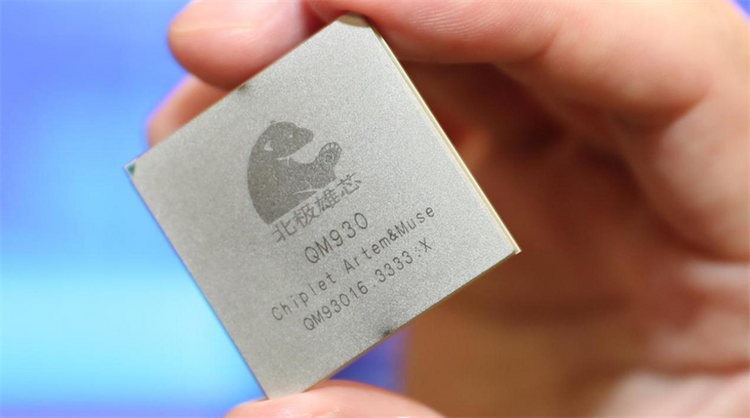 北极雄芯
QM930
Chiplet Artem&Muse
QM93016.3333.X